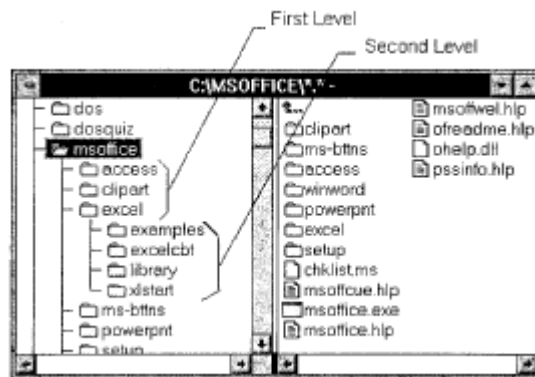 First Level
Second Level
C:\MSOFFICE\*.* -
dos
dosquiz
msoffice
access
clipart
excel
examples
excelcbt
library
xlstart
ms-bttns
powerpnt
setup
clipart
ms-bttns
access
winword
powerpnt
excel
setup
chklist.ms
msoffcue.hlp
msoffice.exe
msoffice.hlp
msoffwel.hlp
ofreadme.hlp
ohelp.dll
pssinfo.hlp